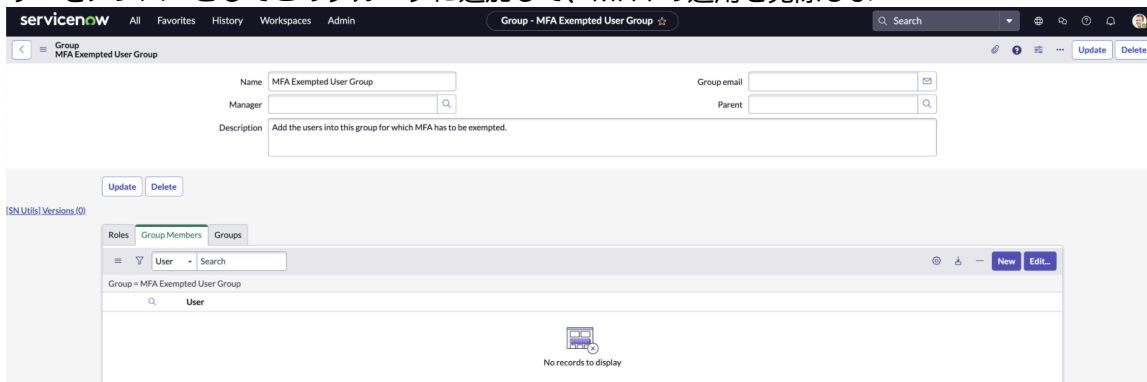 servicenow All Favorites History Workspaces Admin Group - MFA Exempted User Group Search
Group
MFA Exempted User Group
Update Delete
Name MFA Exempted User Group Group email
Manager Parent
Description Add the users into this group for which MFA has to be exempted.
Update Delete
[SN Utils] Versions (0)
Roles Group Members Groups
User Search New Edit...
Group = MFA Exempted User Group
User
No records to display